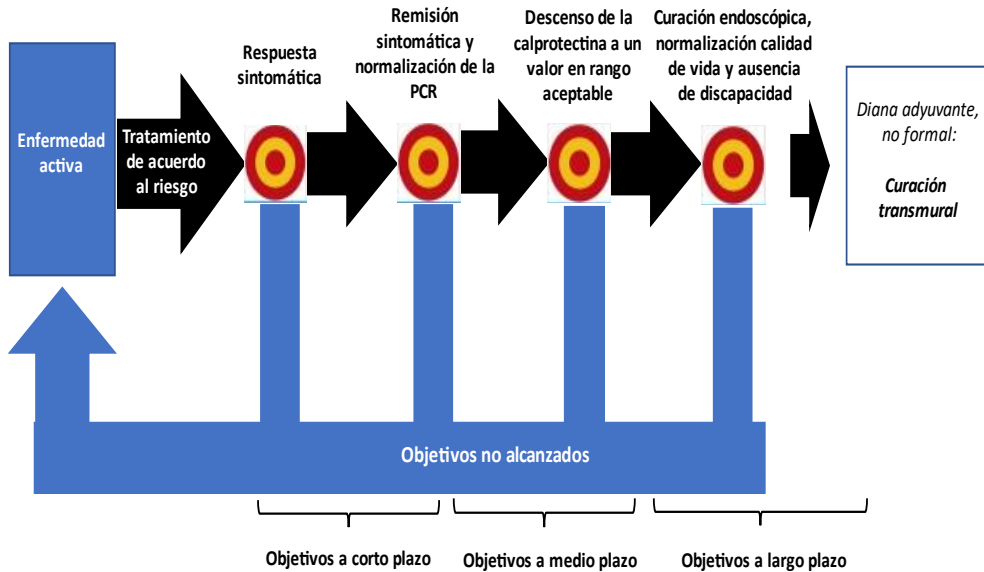 Enfermedad
activa
Tratamiento
de acuerdo
al riesgo
Respuesta
sintomática
Remisión
sintomática y
normalización de la
PCR
Descenso de la
calprotectina a un
valor en rango
aceptable
Curación endoscópica,
normalización calidad
de vida y ausencia
de discapacidad
Diana adyuvante,
no formal:
Curación
transmural
Objetivos no alcanzados
Objetivos a corto plazo
Objetivos a medio plazo
Objetivos a largo plazo